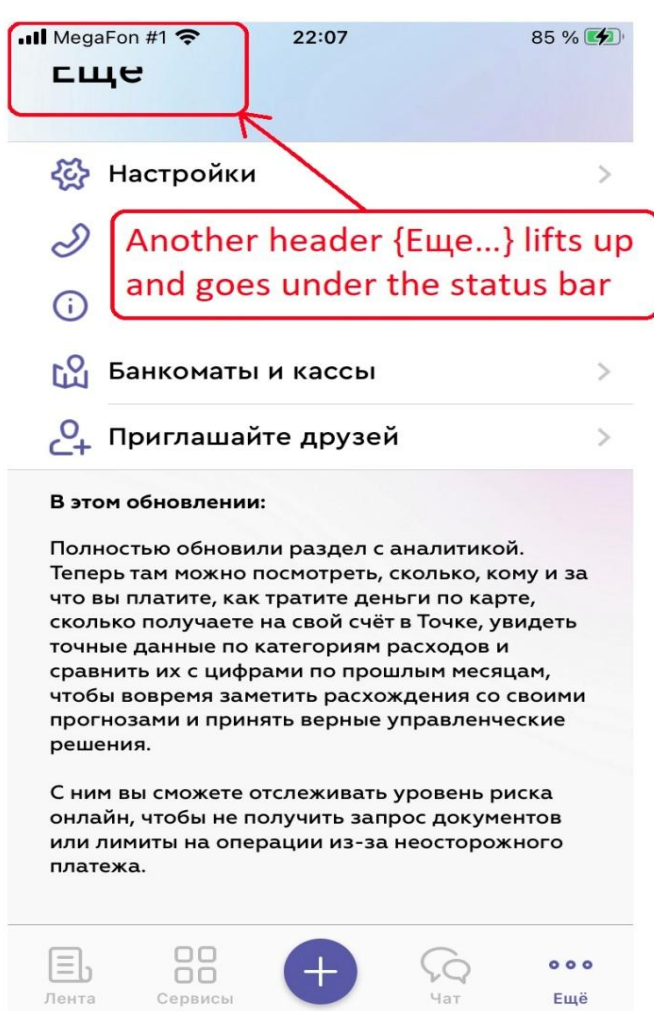 MegaFon #1 22:07 85 %
Еще
Настройки
Another header {Еще...} lifts up
and goes under the status bar
Банкоматы и кассы
Приглашайте друзей
В этом обновлении:
Полностью обновили раздел с аналитикой.
Теперь там можно посмотреть, сколько, кому и за
что вы платите, как тратите деньги по карте,
сколько получаете на свой счёт в Точке, увидеть
точные данные по категориям расходов и
сравнить их с цифрами по прошлым месяцам,
чтобы вовремя заметить расхождения со своими
прогнозами и принять верные управленческие
решения.
С ним вы сможете отслеживать уровень риска
онлайн, чтобы не получить запрос документов
или лимиты на операции из-за неосторожного
платежа.
Лента Сервисы Чат Ещё